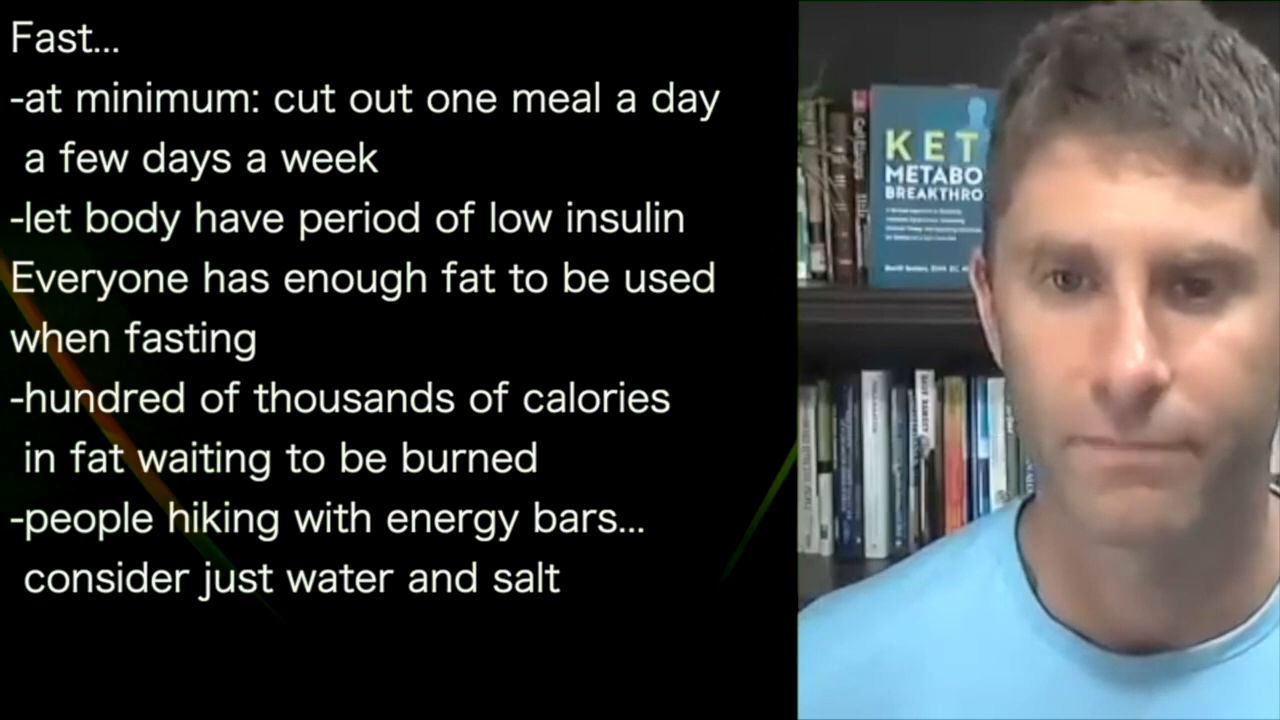 Fast...
-at minimum: cut out one meal a day
a few days a week
-let body have period of low insulin
Everyone has enough fat to be used
when fasting
-hundred of thousands of calories
in fat waiting to be burned
-people hiking with energy bars...
consider just water and salt
KET
METABO
BREAKTHRO